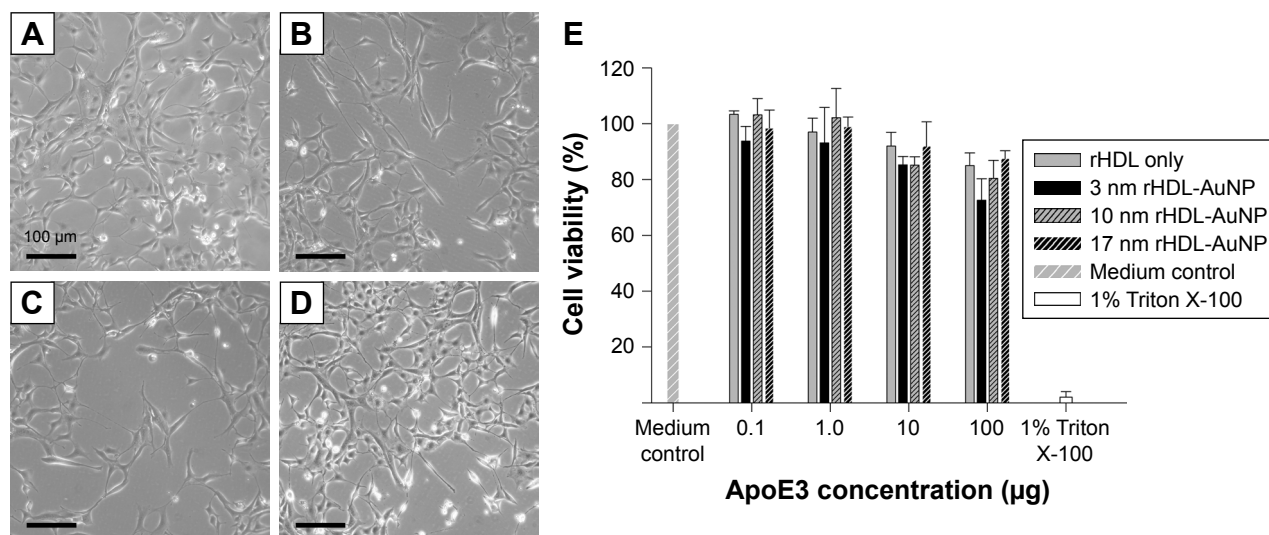 A
B
100 µm
C
D
E
Cell viability (%)
120
100
80
60
40
20
Medium
control
0.1
1.0
10
100
1% Triton
X-100
ApoE3 concentration (µg)
rHDL only
3 nm rHDL-AuNP
10 nm rHDL-AuNP
17 nm rHDL-AuNP
Medium control
1% Triton X-100